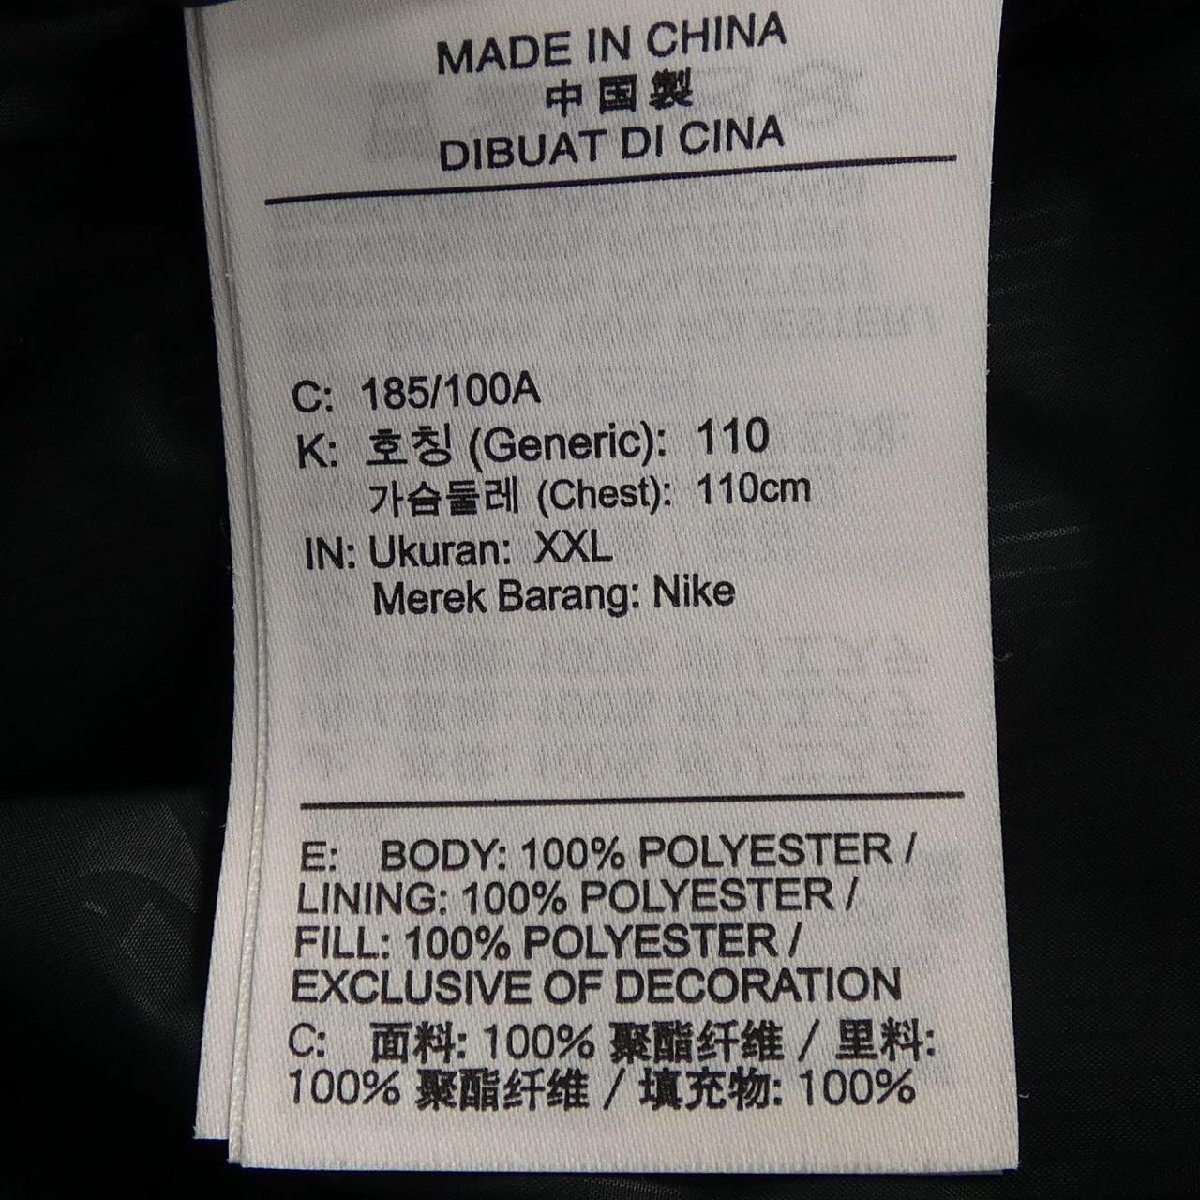 MADE IN CHINA
中国製
DIBUAT DI CINA
C: 185/100A
K: 호칭 (Generic): 110
가슴둘레 (Chest): 110cm
IN: Ukuran: XXL
Merek Barang: Nike
E: BODY: 100% POLYESTER /
LINING: 100% POLYESTER /
FILL: 100% POLYESTER /
EXCLUSIVE OF DECORATION
C: 面料: 100% 聚酯纤维 / 里料:
100% 聚酯纤维 / 填充物: 100%